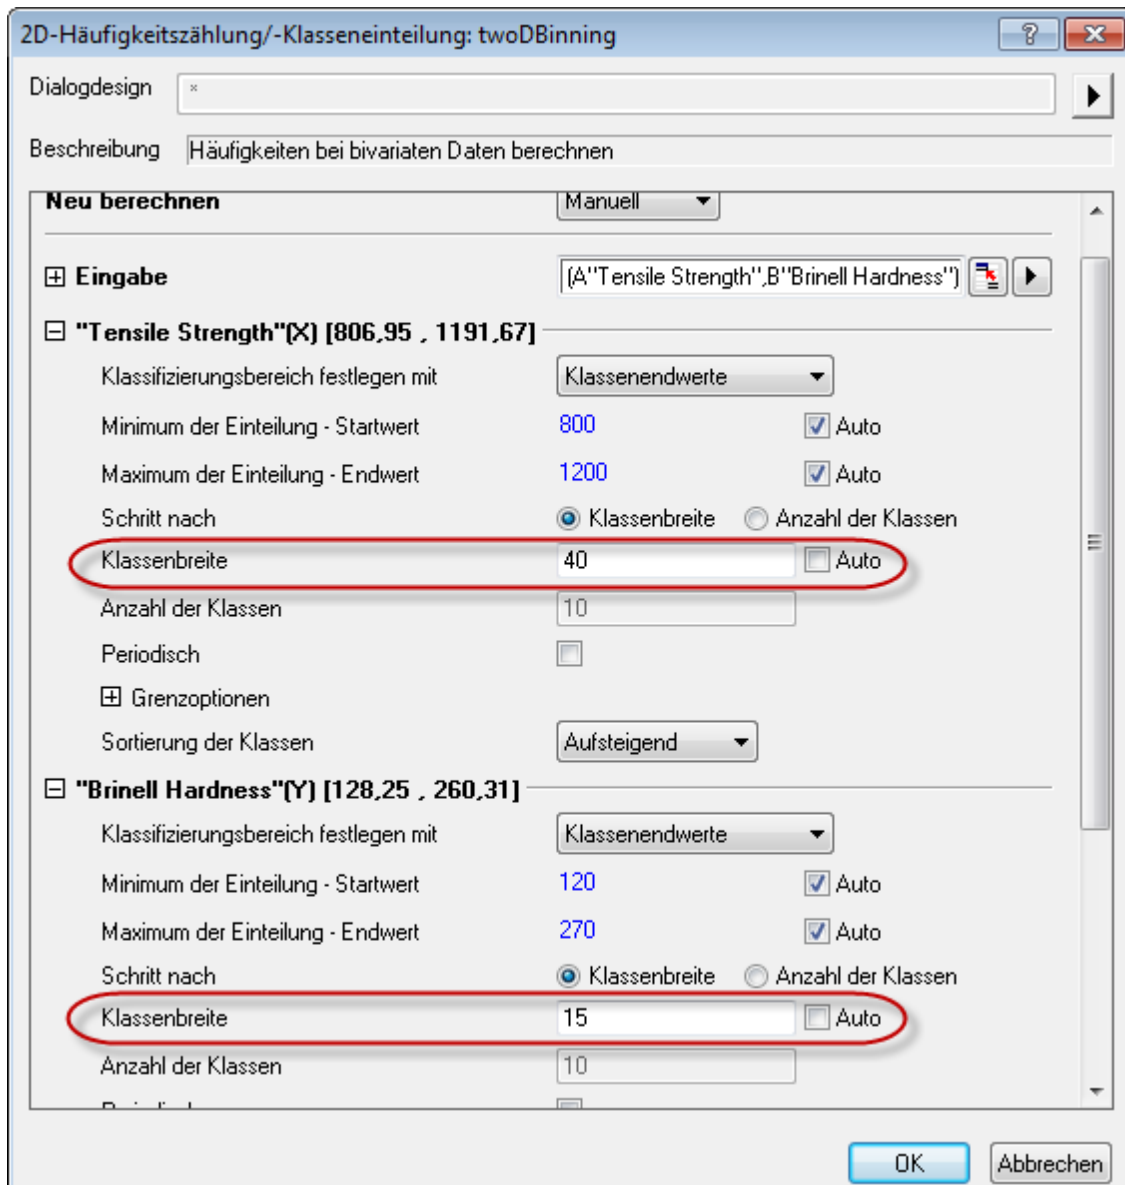 2D-Häufigkeitszählung/-Klasseneinteilung: twoDBinning
Dialogdesign *
Beschreibung Häufigkeiten bei bivariaten Daten berechnen
Neu berechnen Manuell
Eingabe (A"Tensile Strength",B"Brinell Hardness")
"Tensile Strength"(X) [806,95 , 1191,67]
Klassifizierungsbereich festlegen mit Klassenendwerte
Minimum der Einteilung - Startwert 800 Auto
Maximum der Einteilung - Endwert 1200 Auto
Schritt nach Klassenbreite Anzahl der Klassen
Klassenbreite 40 Auto
Anzahl der Klassen 10
Periodisch
Grenzoptionen
Sortierung der Klassen Aufsteigend
"Brinell Hardness"(Y) [128,25 , 260,31]
Klassifizierungsbereich festlegen mit Klassenendwerte
Minimum der Einteilung - Startwert 120 Auto
Maximum der Einteilung - Endwert 270 Auto
Schritt nach Klassenbreite Anzahl der Klassen
Klassenbreite 15 Auto
Anzahl der Klassen 10
OK Abbrechen